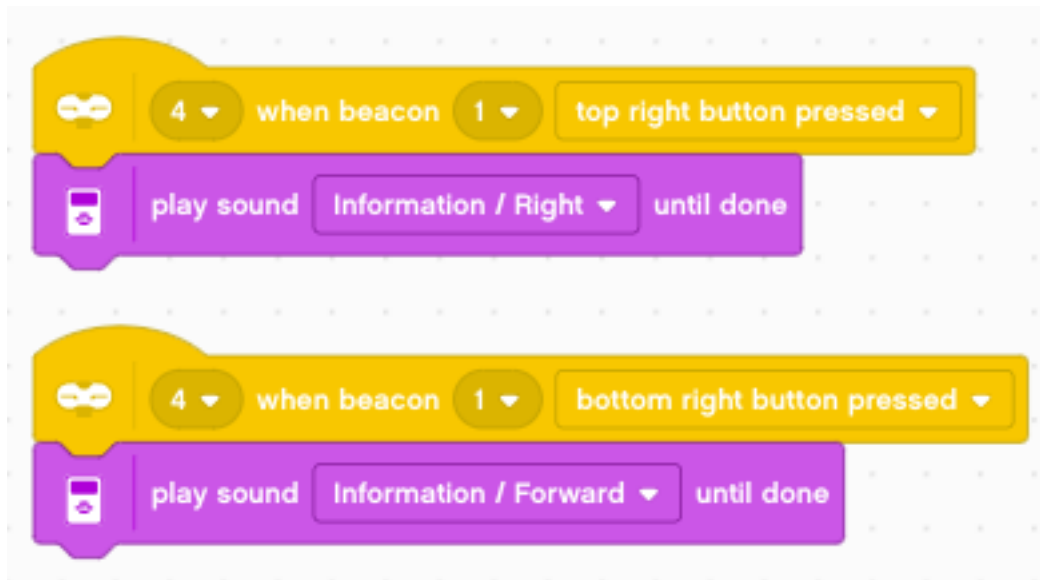 4 when beacon 1 top right button pressed
play sound Information / Right until done
4 when beacon 1 bottom right button pressed
play sound Information / Forward until done